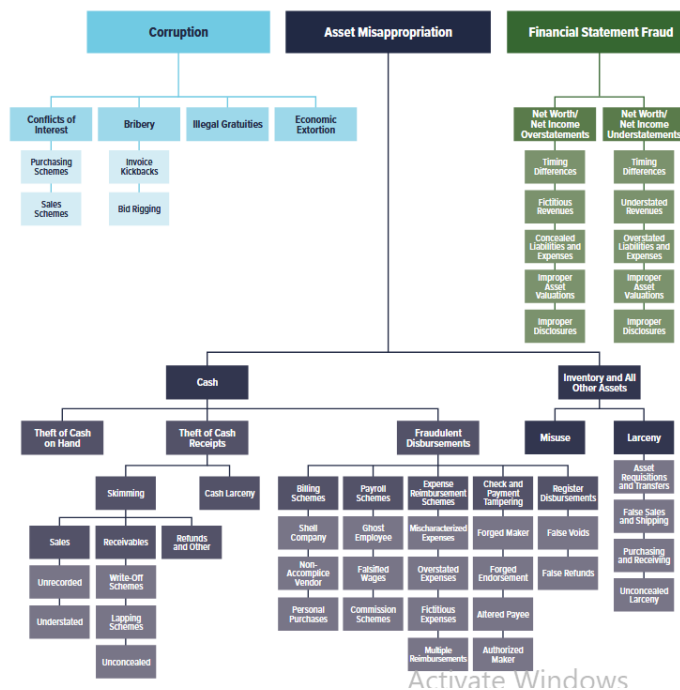 Corruption
Asset Misappropriation
Financial Statement Fraud
Conflicts of
Interest
Bribery
Illegal Gratuities
Economic
Extortion
Net Worth/
Net Income
Overstatements
Net Worth/
Net Income
Understatements
Purchasing
Schemes
Invoice
Kickbacks
Timing
Differences
Timing
Differences
Sales
Schemes
Bid Rigging
Fictitious
Revenues
Understated
Revenues
Concealed
Liabilities and
Expenses
Overstated
Liabilities and
Expenses
Improper
Asset
Valuations
Improper
Asset
Valuations
Improper
Disclosures
Improper
Disclosures
Cash
Inventory and All
Other Assets
Theft of Cash
on Hand
Theft of Cash
Receipts
Fraudulent
Disbursements
Misuse
Larceny
Skimming
Cash Larceny
Billing
Schemes
Payroll
Schemes
Expense
Reimbursement
Schemes
Check and
Payment
Tampering
Register
Disbursements
Asset
Requisitions
and Transfers
Sales
Receivables
Refunds
and Other
Shell
Company
Ghost
Employee
Mischaracterized
Expenses
Forged Maker
False Voids
False Sales
and Shipping
Unrecorded
Write-Off
Schemes
Non-
Accomplice
Vendor
Falsified
Wages
Overstated
Expenses
Forged
Endorsement
False Refunds
Purchasing
and Receiving
Understated
Lapping
Schemes
Personal
Purchases
Commission
Schemes
Fictitious
Expenses
Altered Payee
Unconcealed
Larceny
Unconcealed
Multiple
Reimbursements
Authorized
Maker
Activate Windows